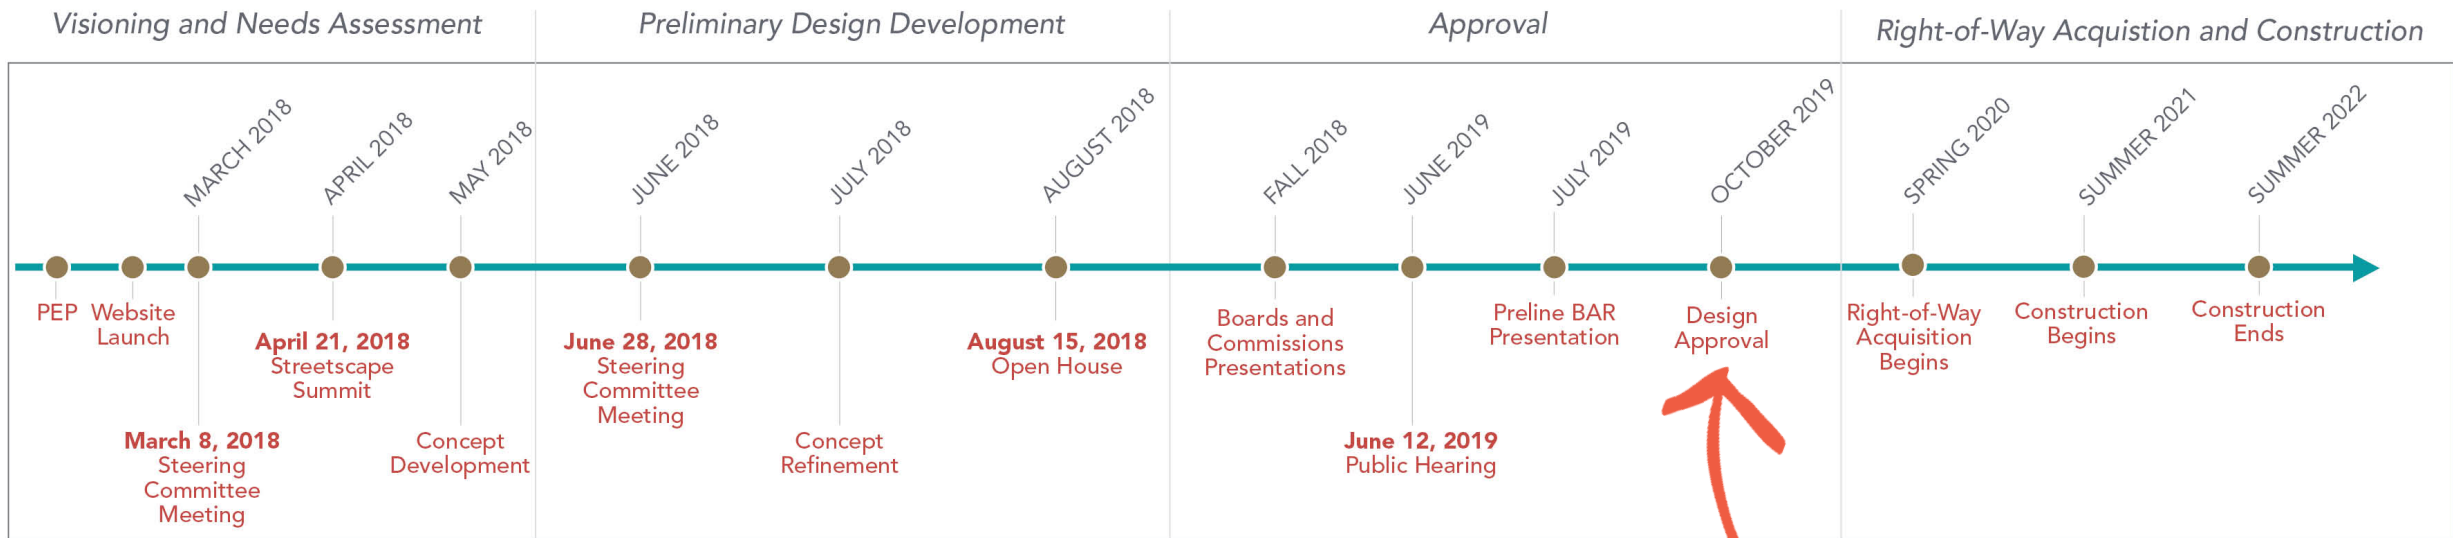 Visioning and Needs Assessment
Preliminary Design Development
Approval
Right-of-Way Acquistion and Construction
MARCH 2018
APRIL 2018
MAY 2018
JUNE 2018
JULY 2018
AUGUST 2018
FALL 2018
JUNE 2019
JULY 2019
OCTOBER 2019
SPRING 2020
SUMMER 2021
SUMMER 2022
PEP
Website
Launch
March 8, 2018
Steering
Committee
Meeting
April 21, 2018
Streetscape
Summit
Concept
Development
June 28, 2018
Steering
Committee
Meeting
Concept
Refinement
August 15, 2018
Open House
Boards and
Commissions
Presentations
June 12, 2019
Public Hearing
Preline BAR
Presentation
Design
Approval
Right-of-Way
Acquisition
Begins
Construction
Begins
Construction
Ends